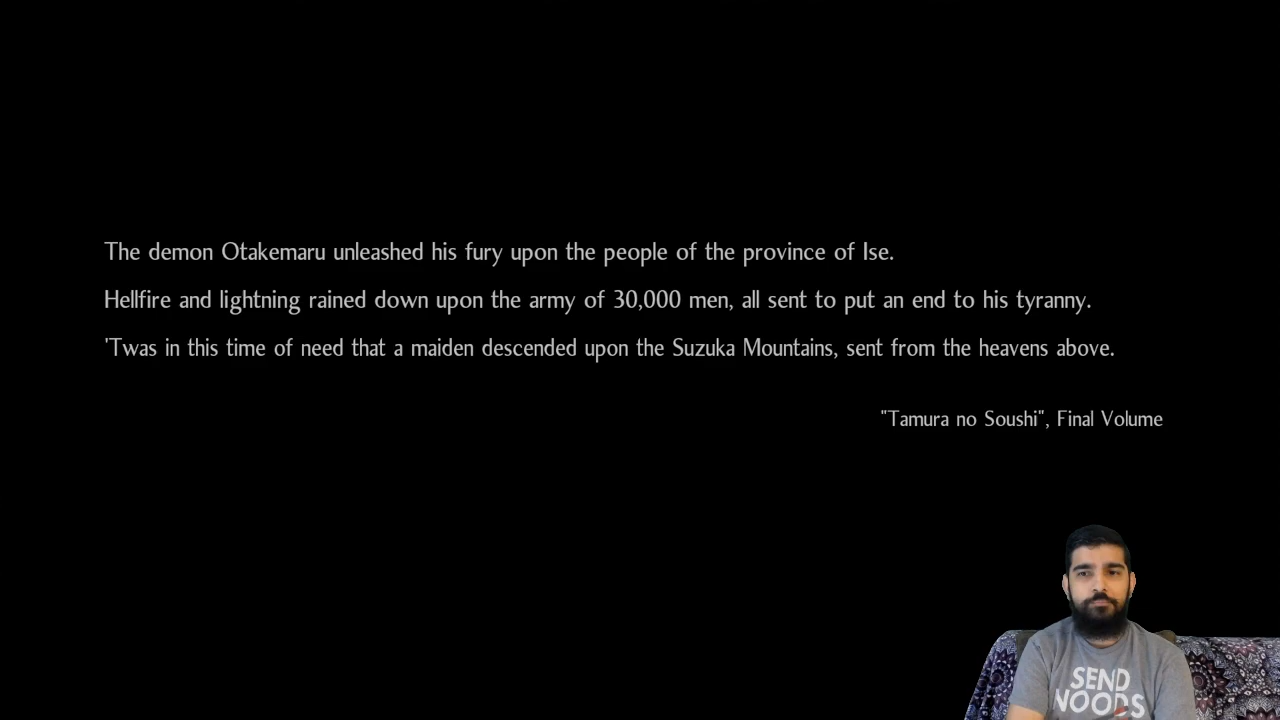 The demon Otakemaru unleashed his fury upon the people of the province of Ise.
Hellfire and lightning rained down upon the army of 30,000 men, all sent to put an end to his tyranny.
'Twas in this time of need that a maiden descended upon the Suzuka Mountains, sent from the heavens above.
"Tamura no Soushi", Final Volume
SEND
NOODS